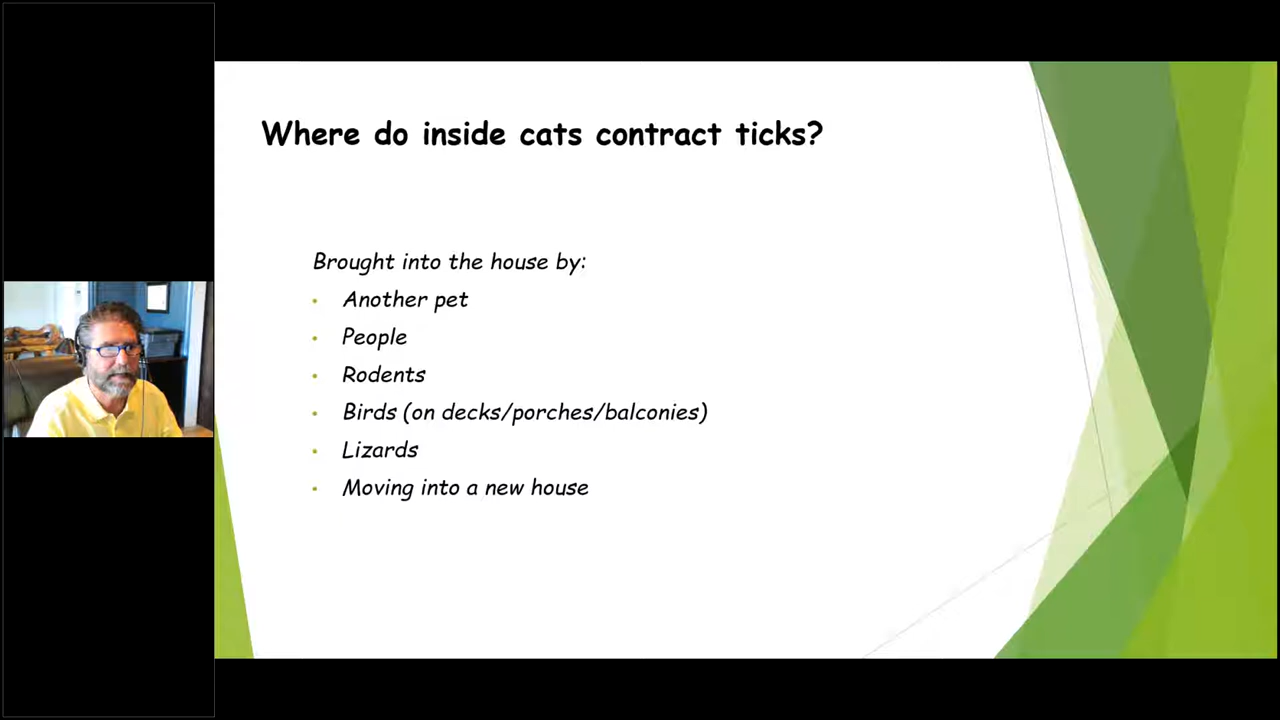 Where do inside cats contract ticks?
Brought into the house by:
• Another pet
• People
• Rodents
• Birds (on decks/porches/balconies)
• Lizards
• Moving into a new house